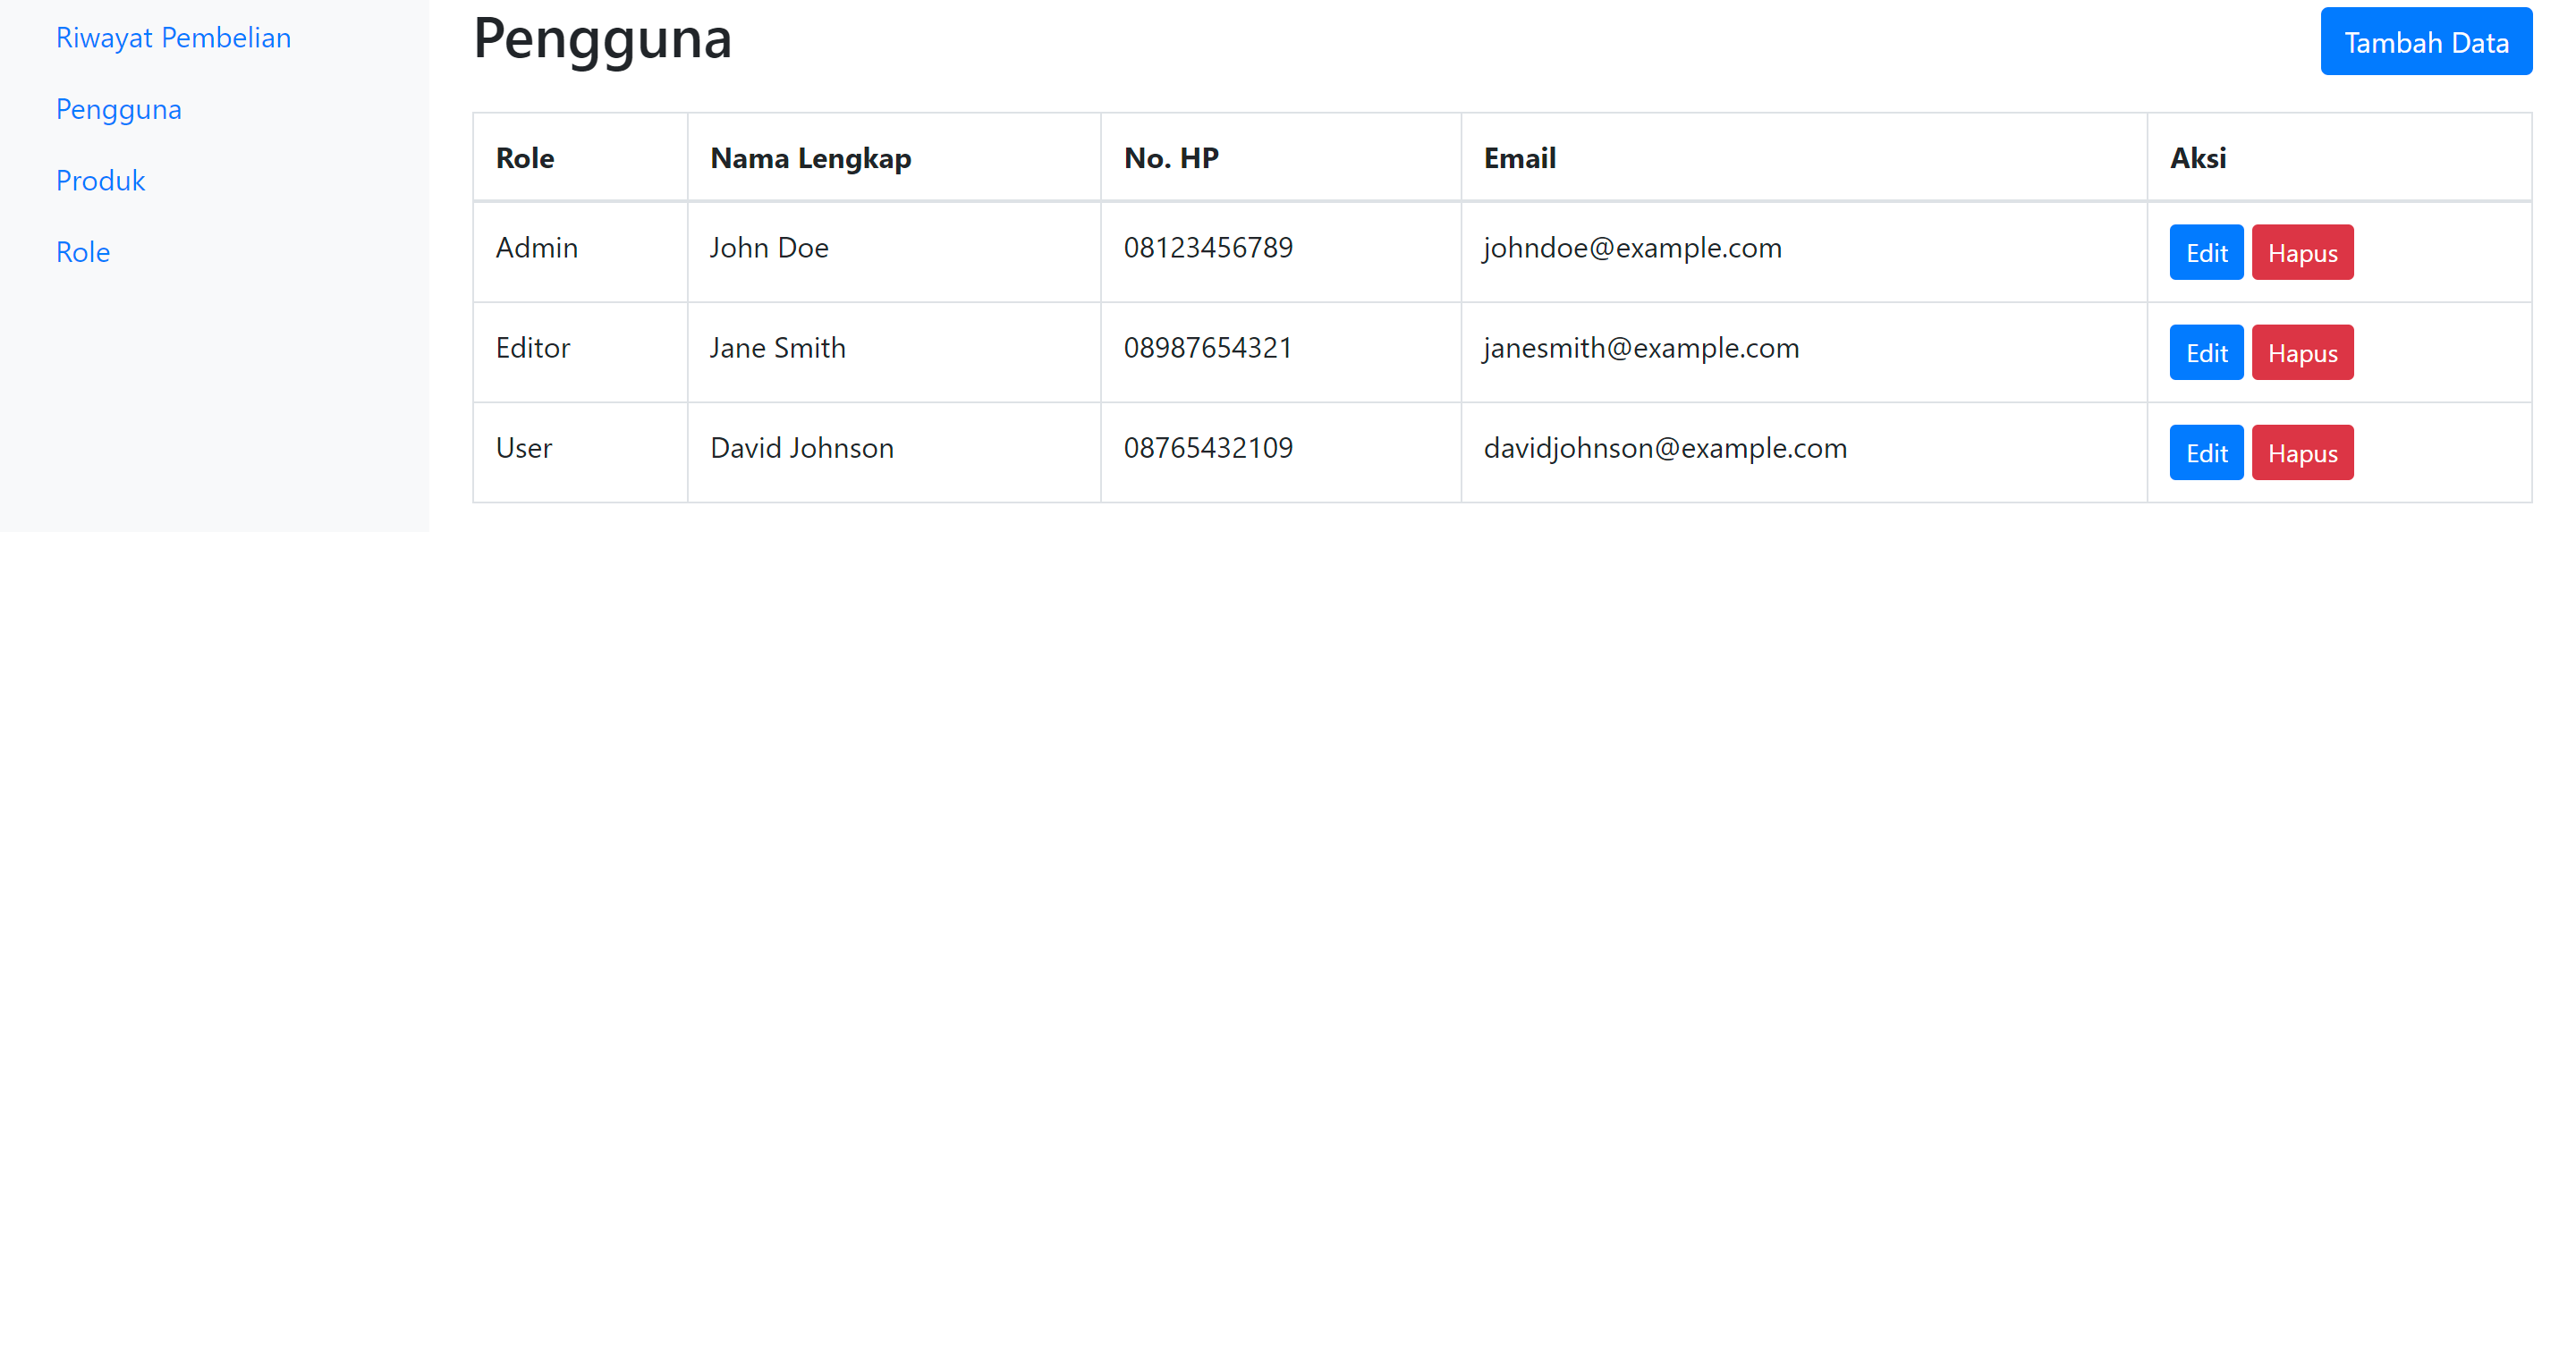 Riwayat Pembelian
Pengguna
Produk
Role
Pengguna
Tambah Data
Role Nama Lengkap No. HP Email Aksi
Admin John Doe 08123456789 johndoe@example.com Edit Hapus
Editor Jane Smith 08987654321 janesmith@example.com Edit Hapus
User David Johnson 08765432109 davidjohnson@example.com Edit Hapus